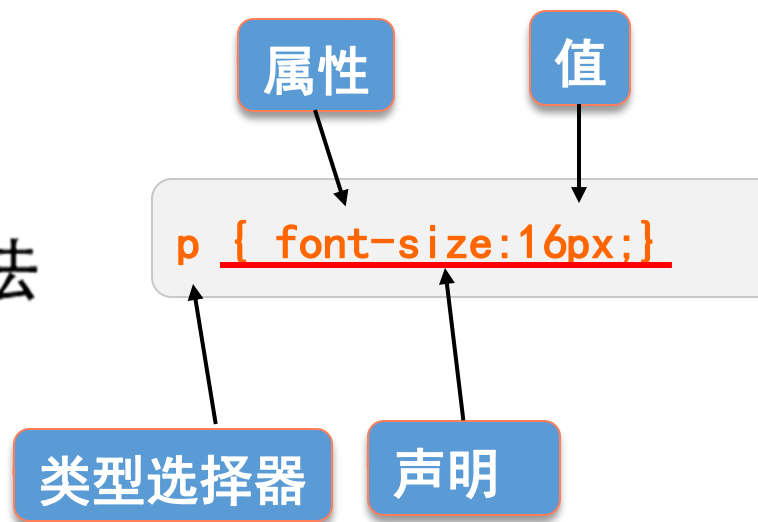 属性
值
法
p { font-size:16px;}
类型选择器
声明